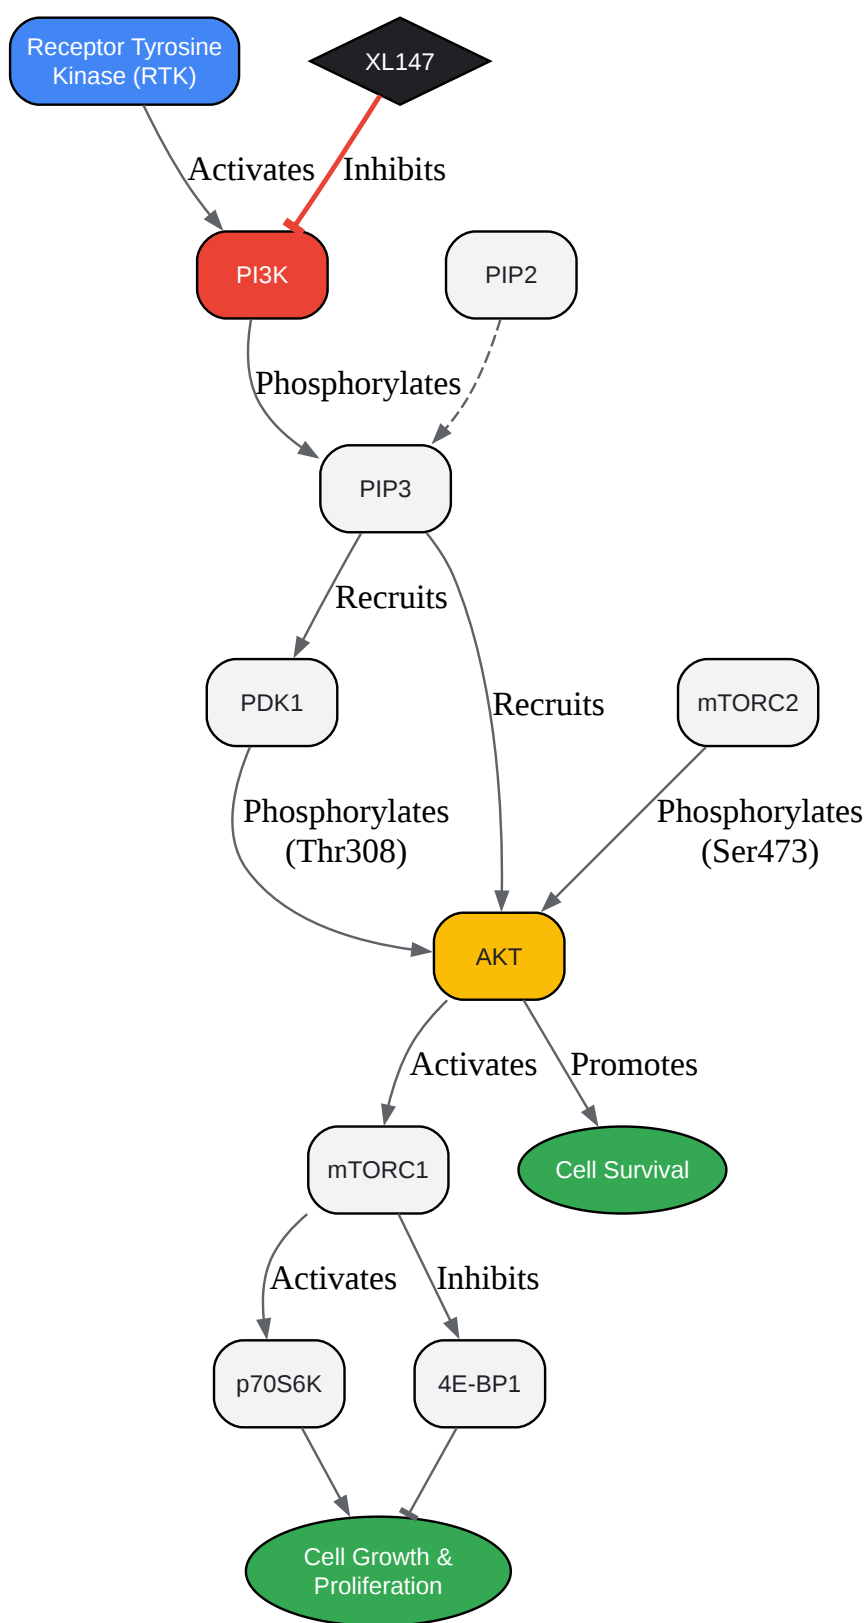 Receptor Tyrosine
Kinase (RTK)
XL147
Activates
Inhibits
PI3K
PIP2
Phosphorylates
PIP3
Recruits
PDK1
Recruits
mTORC2
Phosphorylates
(Thr308)
Phosphorylates
(Ser473)
AKT
Activates
Promotes
mTORC1
Cell Survival
Activates
Inhibits
p70S6K
4E-BP1
Cell Growth &
Proliferation